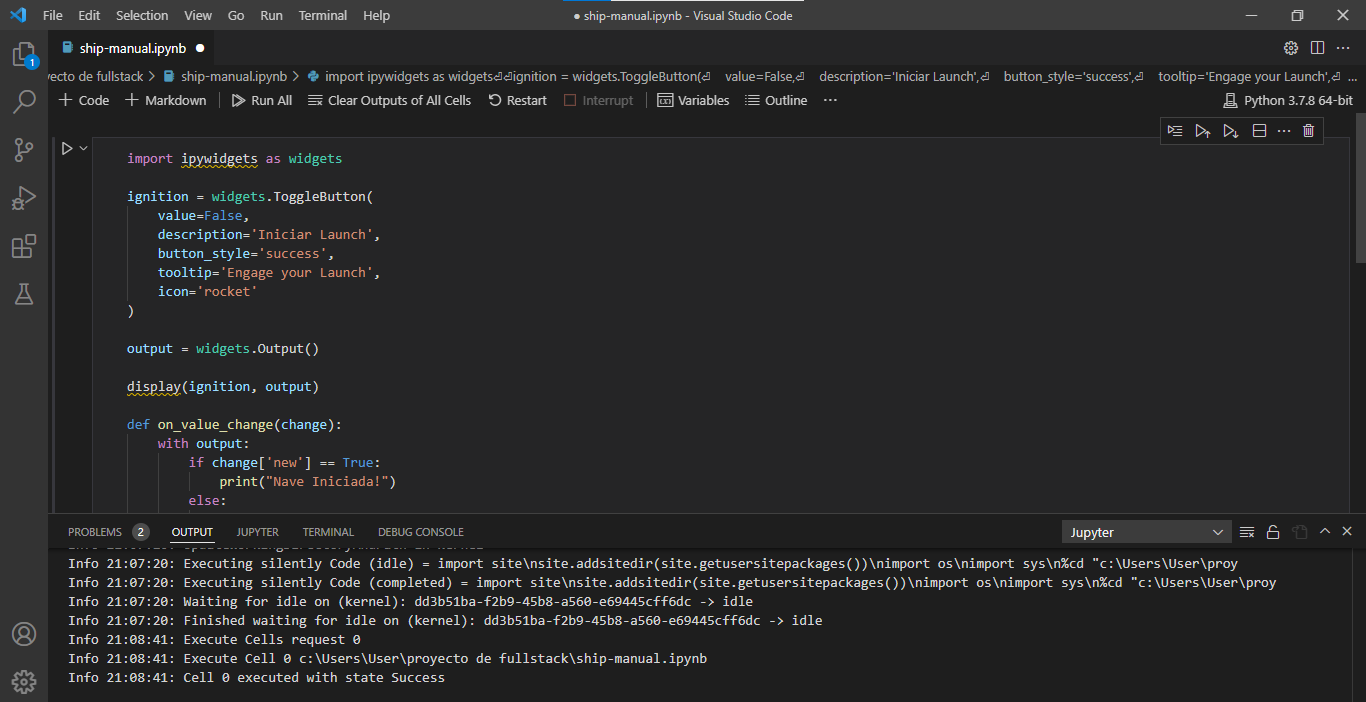 File Edit Selection View Go Run Terminal Help
● ship-manual.ipynb - Visual Studio Code
ship-manual.ipynb ●
yecto de fullstack > ship-manual.ipynb > import ipywidgets as widgets⏎⏎ignition = widgets.ToggleButton(⏎ value=False,⏎ description='Iniciar Launch',⏎ button_style='success',⏎ tooltip='Engage your Launch',⏎ ...
+ Code + Markdown Run All Clear Outputs of All Cells Restart Interrupt Variables Outline ... Python 3.7.8 64-bit
1
import ipywidgets as widgets
ignition = widgets.ToggleButton(
    value=False,
    description='Iniciar Launch',
    button_style='success',
    tooltip='Engage your Launch',
    icon='rocket'
)
output = widgets.Output()
display(ignition, output)
def on_value_change(change):
    with output:
        if change['new'] == True:
            print("Nave Iniciada!")
        else:
PROBLEMS 2 OUTPUT JUPYTER TERMINAL DEBUG CONSOLE Jupyter
Info 21:07:20: Executing silently Code (idle) = import site\nsite.addsitedir(site.getusersitepackages())\nimport os\nimport sys\n%cd "c:\Users\User\proy
Info 21:07:20: Executing silently Code (completed) = import site\nsite.addsitedir(site.getusersitepackages())\nimport os\nimport sys\n%cd "c:\Users\User\proy
Info 21:07:20: Waiting for idle on (kernel): dd3b51ba-f2b9-45b8-a560-e69445cff6dc -> idle
Info 21:07:20: Finished waiting for idle on (kernel): dd3b51ba-f2b9-45b8-a560-e69445cff6dc -> idle
Info 21:08:41: Execute Cells request 0
Info 21:08:41: Execute Cell 0 c:\Users\User\proyecto de fullstack\ship-manual.ipynb
Info 21:08:41: Cell 0 executed with state Success